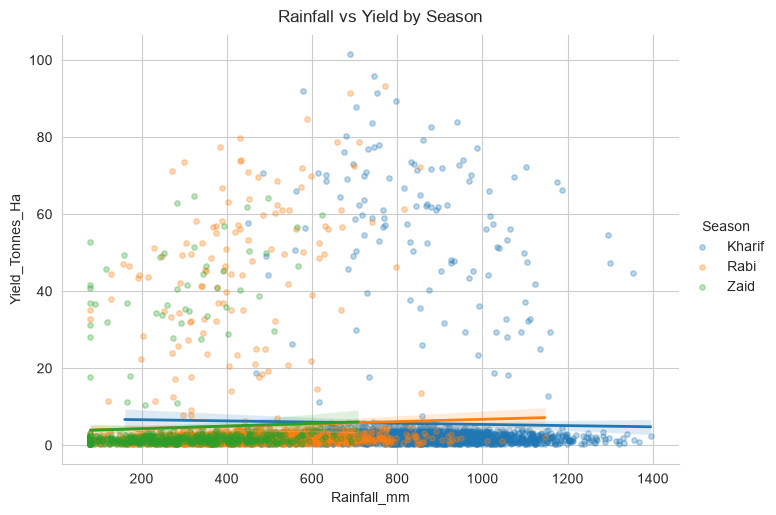 Rainfall vs Yield by Season
100
80
60
40
20
0
Yield_Tonnes_Ha
200
400
600
800
1000
1200
1400
Rainfall_mm
Season
Kharif
Rabi
Zaid